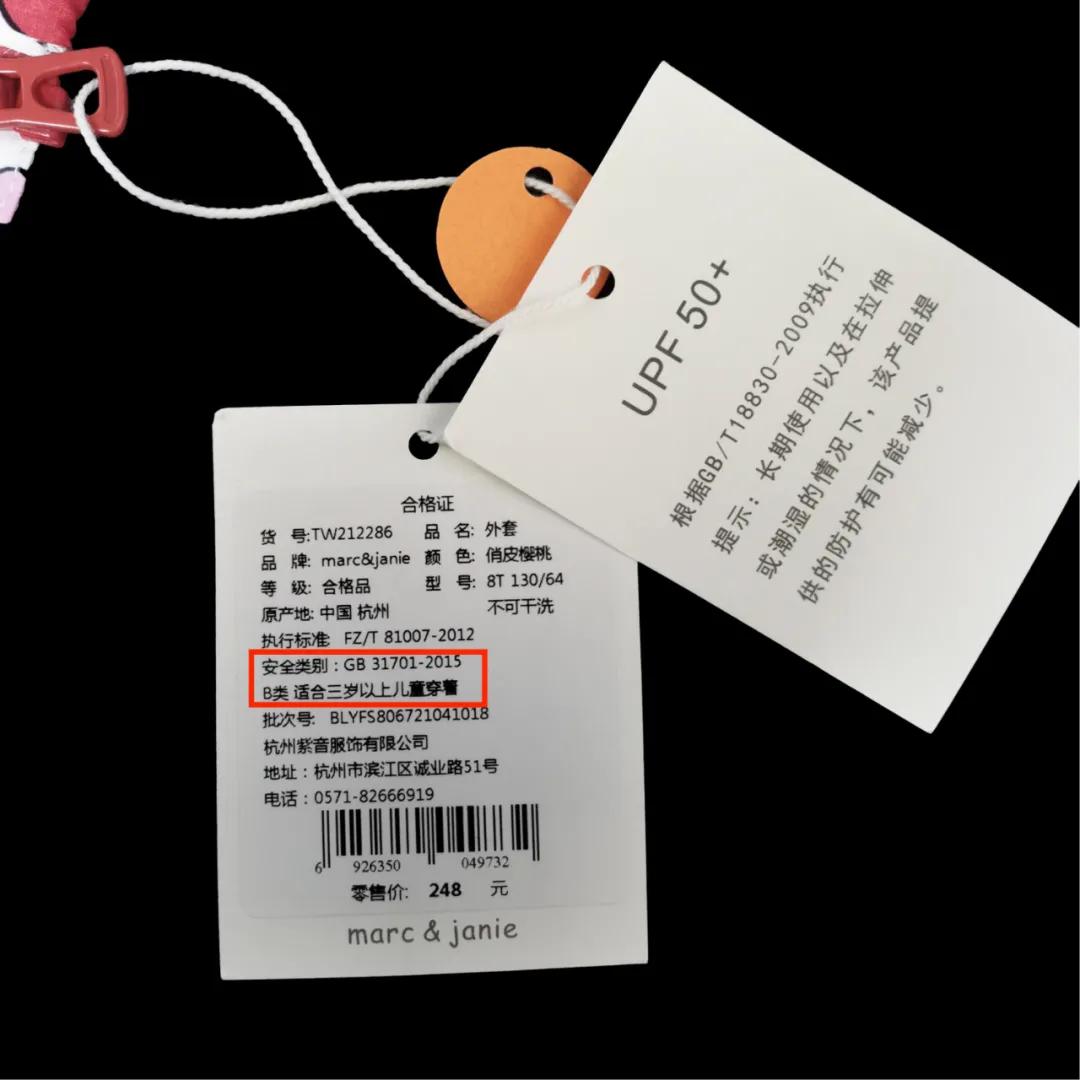 UPF 50+
根据GB/T18830-2009执行
提示：长期使用以及在拉伸
或潮湿的情况下，该产品提
供的防护有可能减少。
合格证
货 号:TW212286 品 名: 外套
品 牌: marc&janie 颜 色: 俏皮樱桃
等 级: 合格品 型 号: 8T 130/64
原产地: 中国 杭州 不可干洗
执行标准: FZ/T 81007-2012
安全类别：GB 31701-2015
B类 适合三岁以上儿童穿着
批次号: BLYFS806721041018
杭州紫音服饰有限公司
地址：杭州市滨江区诚业路51号
电话：0571-82666919
6 926350 049732
零售价: 248 元
marc & janie